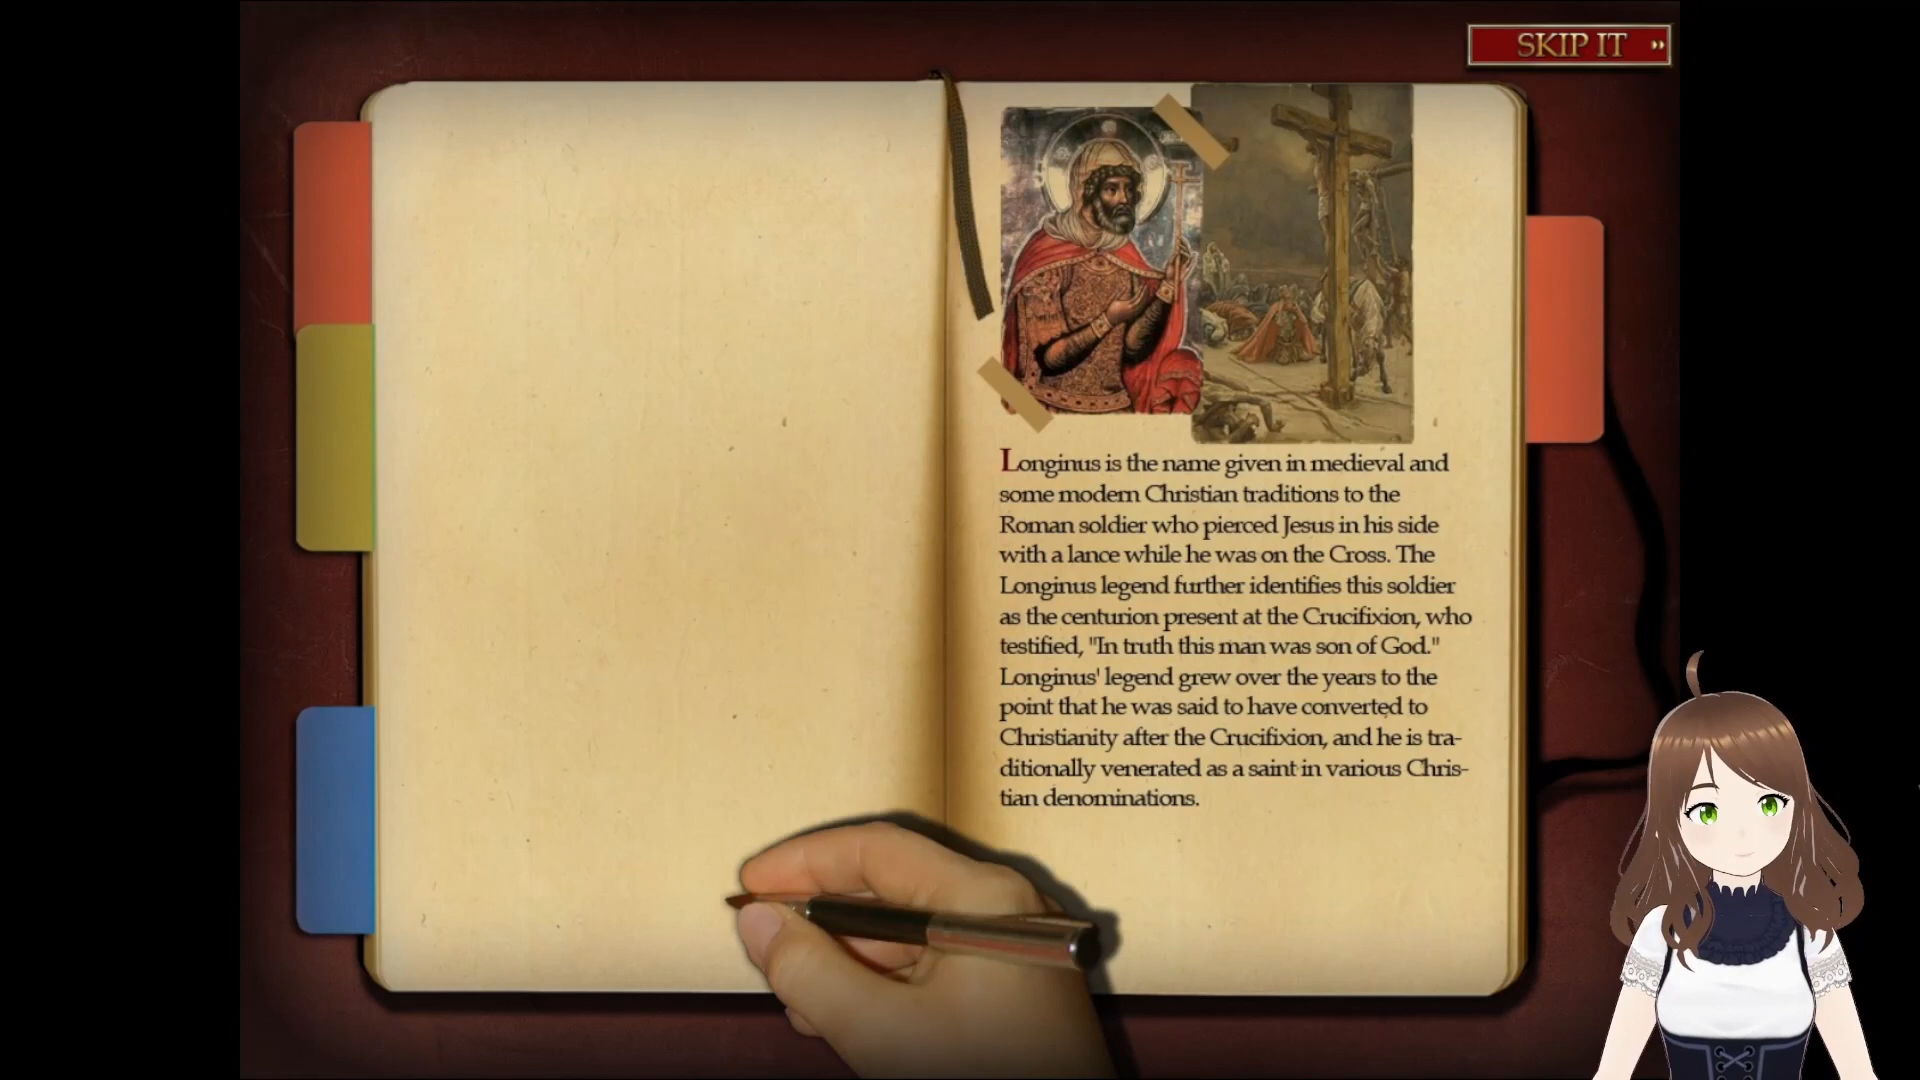 SKIP IT
Longinus is the name given in medieval and
some modern Christian traditions to the
Roman soldier who pierced Jesus in his side
with a lance while he was on the Cross. The
Longinus legend further identifies this soldier
as the centurion present at the Crucifixion, who
testified, "In truth this man was son of God."
Longinus' legend grew over the years to the
point that he was said to have converted to
Christianity after the Crucifixion, and he is tra-
ditionally venerated as a saint in various Chris-
tian denominations.